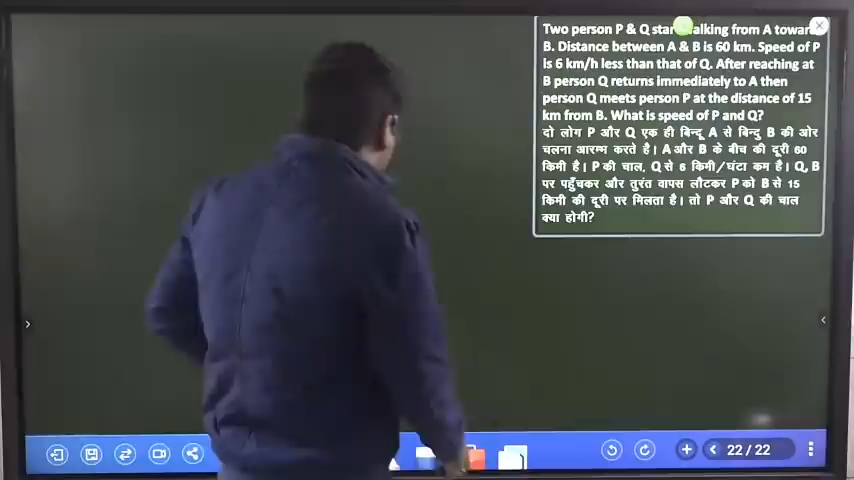 Two person P & Q star alking from A towar
B. Distance between A & B is 60 km. Speed of P
is 6 km/h less than that of Q. After reaching at
B person Q returns immediately to A then
person Q meets person P at the distance of 15
km from B. What is speed of P and Q?
दो लोग P और Q एक ही बिन्दू A से बिन्दु B की ओर
चलना आरम्भ करते है। A और B के बीच की दूरी 60
किमी है। P की चाल, Q से 6 किमी/घंटा कम है। Q, B
पर पहुँचकर और तुरंत वापस लौटकर P को B से 15
किमी की दूरी पर मिलता है। तो P और Q की चाल
क्या होगी?
22 / 22